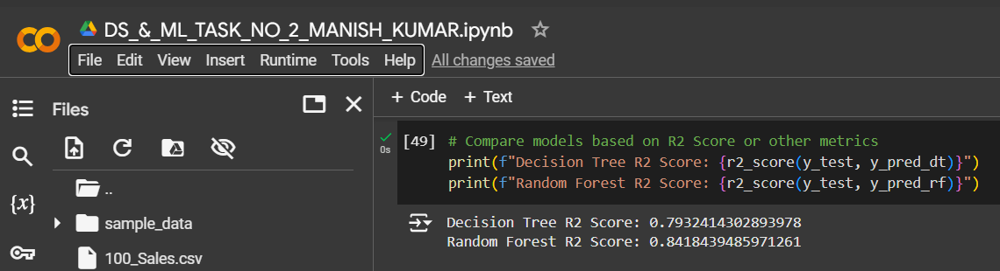 DS_&_ML_TASK_NO_2_MANISH_KUMAR.ipynb
File Edit View Insert Runtime Tools Help All changes saved
Files
+ Code + Text
..
sample_data
100_Sales.csv
{x}
0s
[49] # Compare models based on R2 Score or other metrics
print(f"Decision Tree R2 Score: {r2_score(y_test, y_pred_dt)}")
print(f"Random Forest R2 Score: {r2_score(y_test, y_pred_rf)}")
Decision Tree R2 Score: 0.7932414302893978
Random Forest R2 Score: 0.8418439485971261